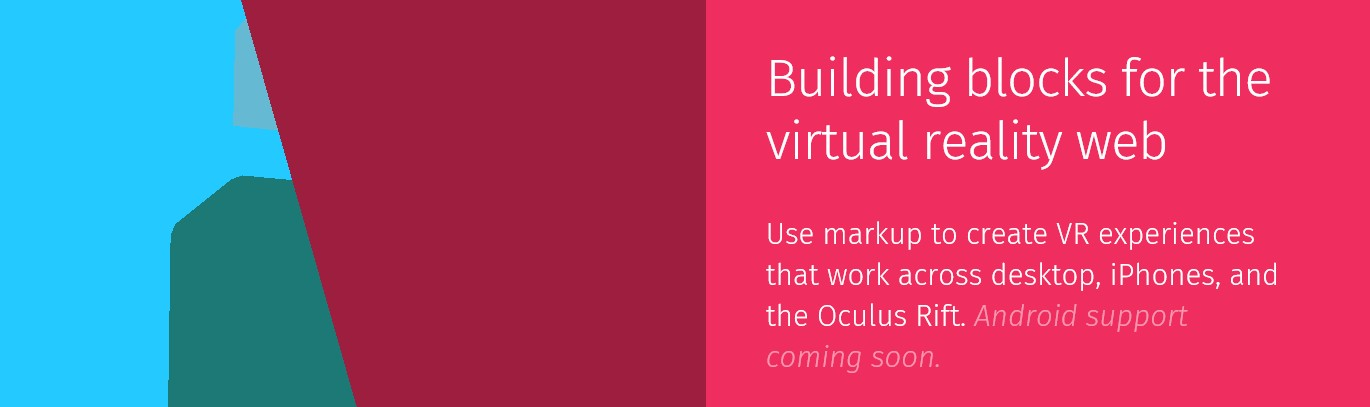 Building blocks for the
virtual reality web
Use markup to create VR experiences
that work across desktop, iPhones, and
the Oculus Rift. Android support
coming soon.